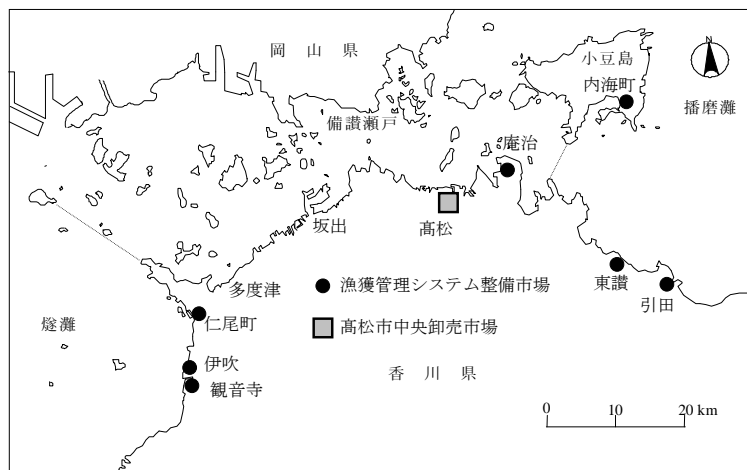 岡山県
小豆島
内海町
播磨灘
N
備讃瀬戸
庵治
坂出
髙松
多度津
漁獲管理システム整備市場
東讃
引田
仁尾町
燧灘
髙松市中央卸売市場
伊吹
香川県
観音寺
0 10 20 km